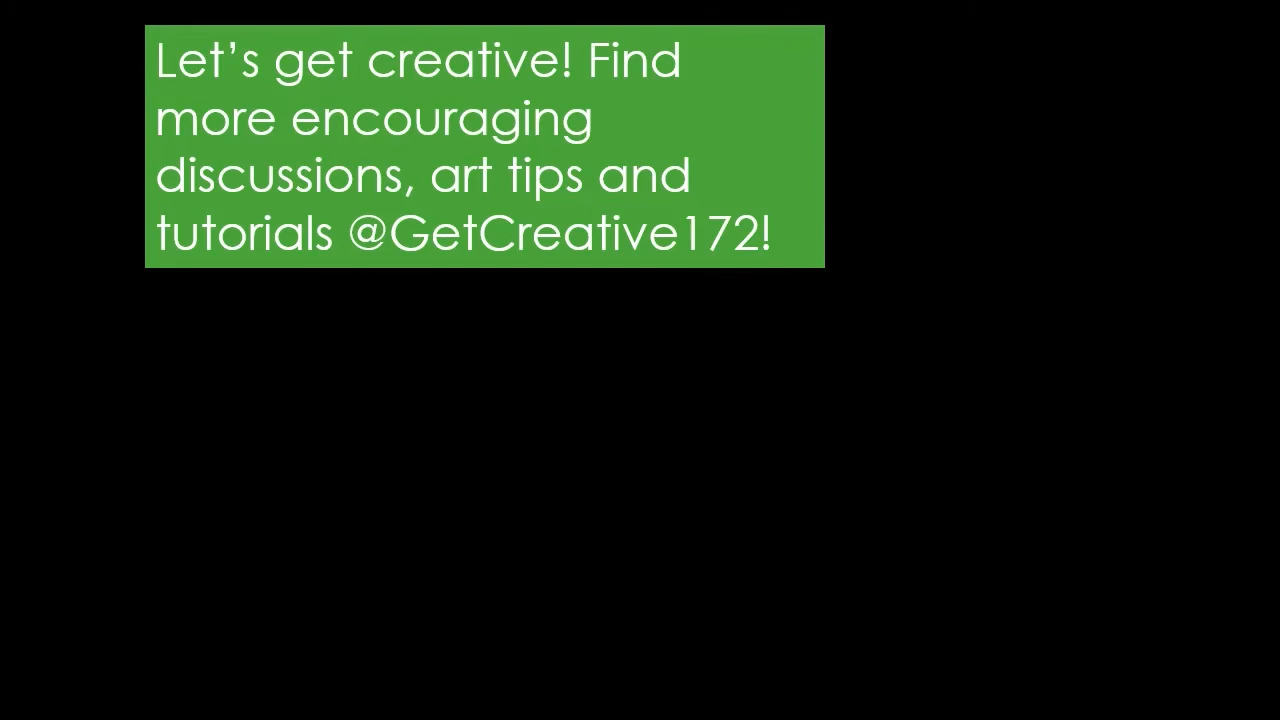 Let’s get creative! Find
more encouraging
discussions, art tips and
tutorials @GetCreative172!